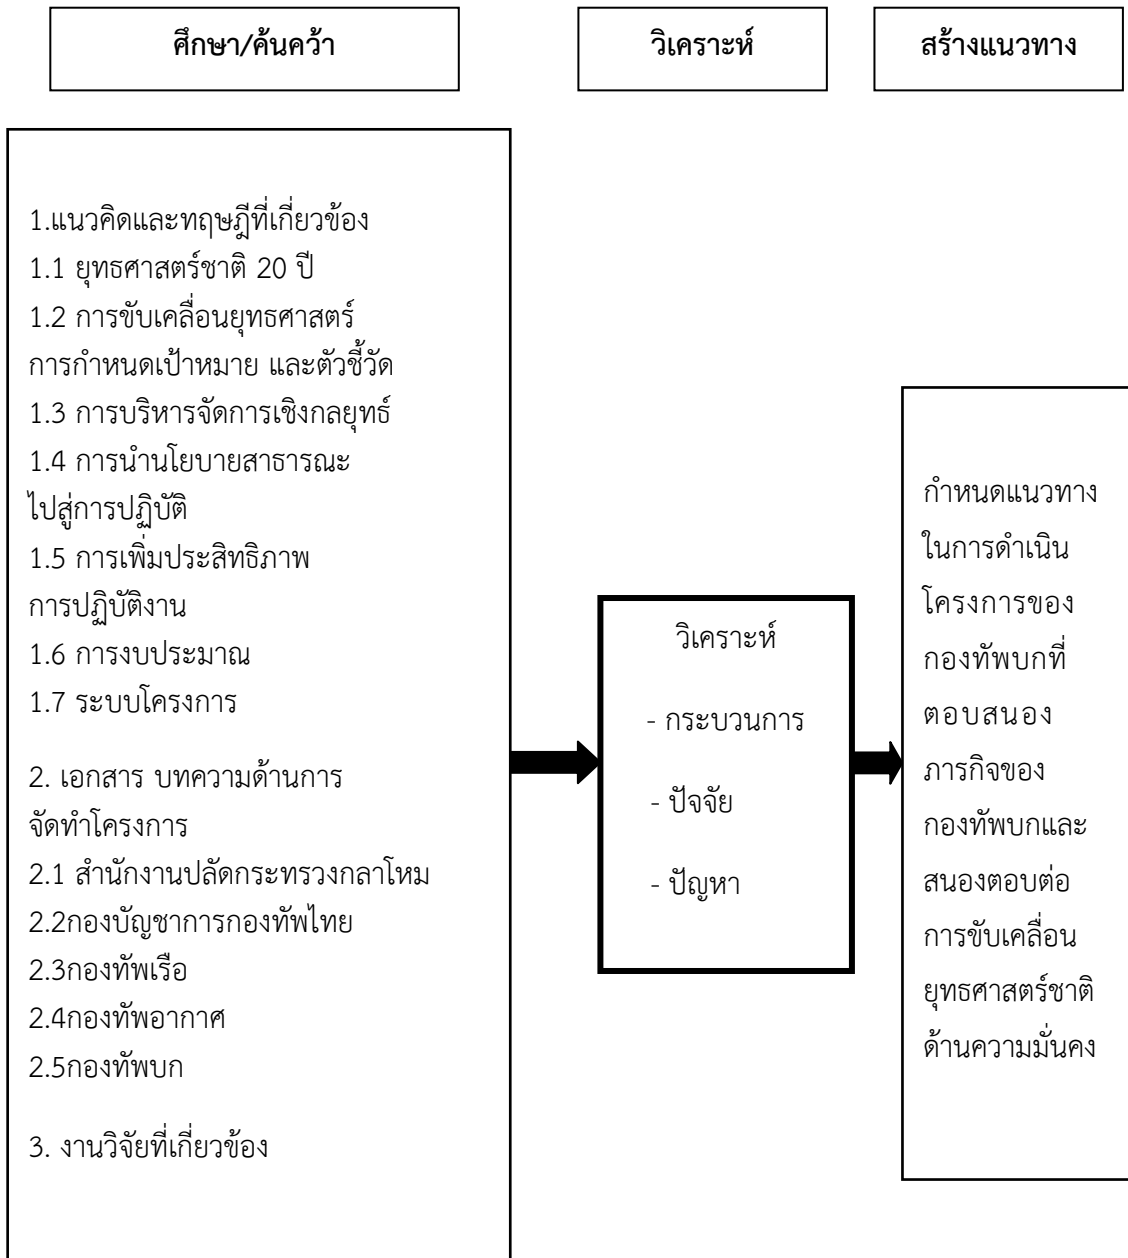 ศึกษา/ค้นคว้า
วิเคราะห์
สร้างแนวทาง
1.แนวคิดและทฤษฎีที่เกี่ยวข้อง
1.1 ยุทธศาสตร์ชาติ 20 ปี
1.2 การขับเคลื่อนยุทธศาสตร์
การกำหนดเป้าหมาย และตัวชี้วัด
1.3 การบริหารจัดการเชิงกลยุทธ์
1.4 การนำนโยบายสาธารณะ
ไปสู่การปฏิบัติ
1.5 การเพิ่มประสิทธิภาพ
การปฏิบัติงาน
1.6 การงบประมาณ
1.7 ระบบโครงการ
2. เอกสาร บทความด้านการ
จัดทำโครงการ
2.1 สำนักงานปลัดกระทรวงกลาโหม
2.2กองบัญชาการกองทัพไทย
2.3กองทัพเรือ
2.4กองทัพอากาศ
2.5กองทัพบก
3. งานวิจัยที่เกี่ยวข้อง
วิเคราะห์
- กระบวนการ
- ปัจจัย
- ปัญหา
กำหนดแนวทาง
ในการดำเนิน
โครงการของ
กองทัพบกที่
ตอบสนอง
ภารกิจของ
กองทัพบกและ
สนองตอบต่อ
การขับเคลื่อน
ยุทธศาสตร์ชาติ
ด้านความมั่นคง